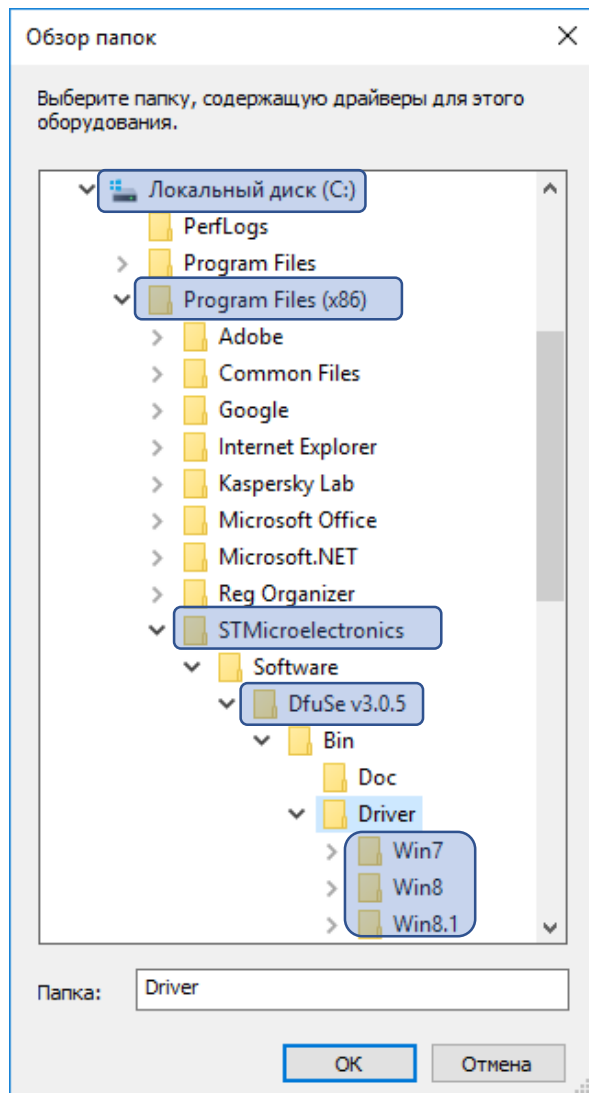 Обзор папок
Выберите папку, содержащую драйверы для этого
оборудования.
Локальный диск (C:)
PerfLogs
Program Files
Program Files (x86)
Adobe
Common Files
Google
Internet Explorer
Kaspersky Lab
Microsoft Office
Microsoft.NET
Reg Organizer
STMicroelectronics
Software
DfuSe v3.0.5
Bin
Doc
Driver
Win7
Win8
Win8.1
Папка: Driver
ОК Отмена